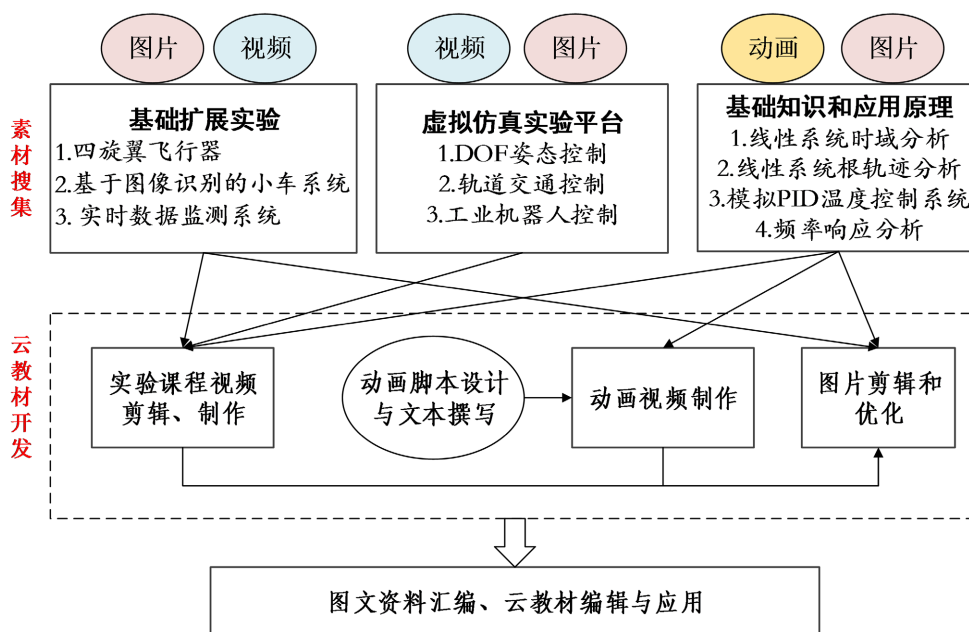 图片
视频
视频
图片
动画
图片
素材搜集
基础扩展实验
1.四旋翼飞行器
2.基于图像识别的小车系统
3. 实时数据监测系统
虚拟仿真实验平台
1.DOF姿态控制
2.轨道交通控制
3.工业机器人控制
基础知识和应用原理
1.线性系统时域分析
2.线性系统根轨迹分析
3.模拟PID温度控制系统
4.频率响应分析
云教材开发
实验课程视频
剪辑、制作
动画脚本设计
与文本撰写
动画视频制作
图片剪辑和
优化
图文资料汇编、云教材编辑与应用